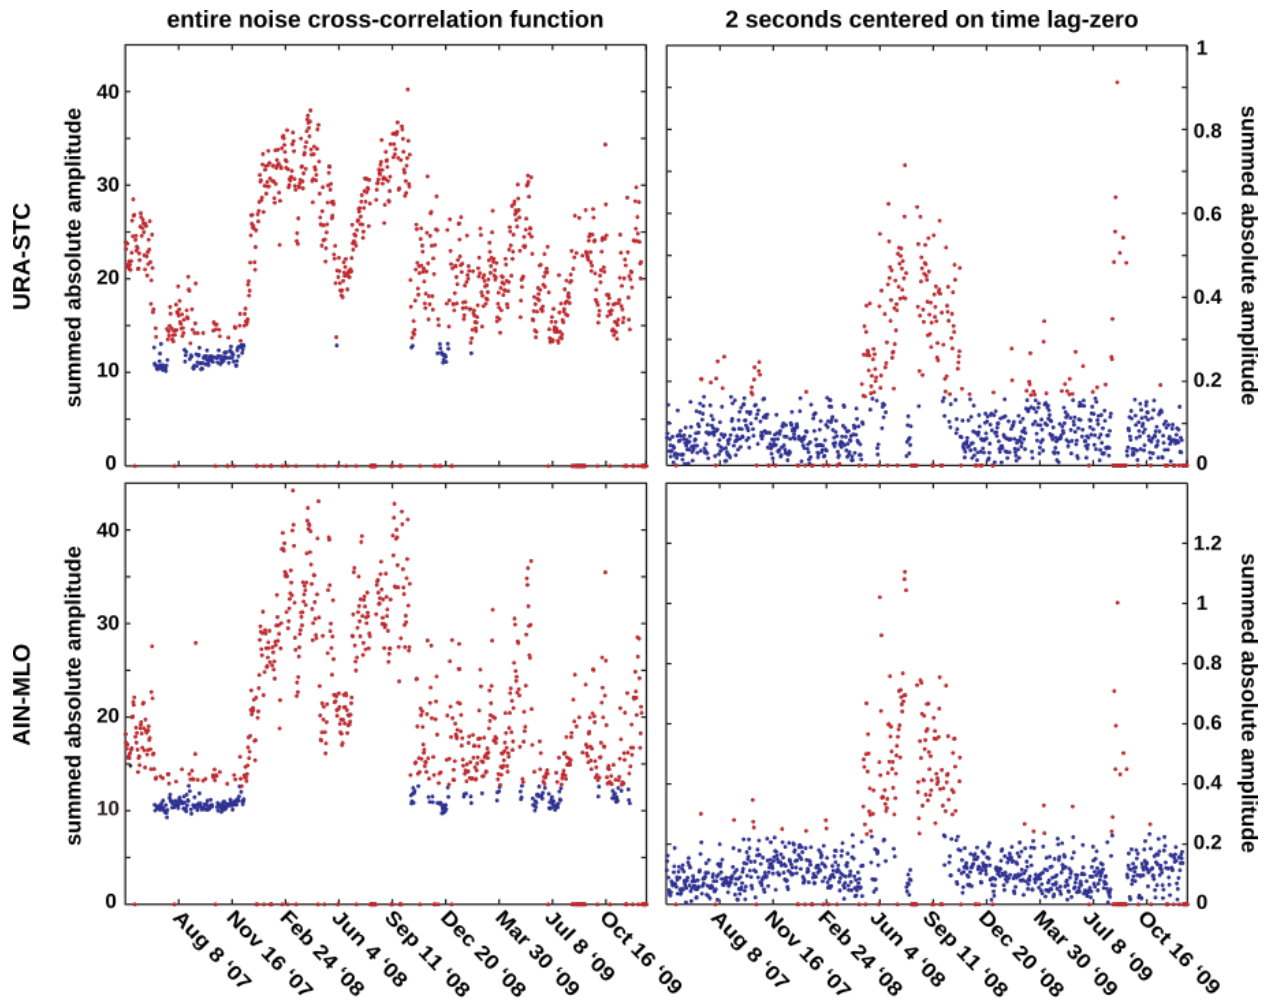 entire noise cross-correlation function
2 seconds centered on time lag-zero
URA-STC
summed absolute amplitude
40
30
20
10
0
1
0.8
0.6
0.4
0.2
0
summed absolute amplitude
AIN-MLO
summed absolute amplitude
40
30
20
10
0
1.2
1
0.8
0.6
0.4
0.2
0
summed absolute amplitude
Aug 8 '07
Nov 16 '07
Feb 24 '08
Jun 4 '08
Sep 11 '08
Dec 20 '08
Mar 30 '09
Jul 8 '09
Oct 16 '09
Aug 8 '07
Nov 16 '07
Feb 24 '08
Jun 4 '08
Sep 11 '08
Dec 20 '08
Mar 30 '09
Jul 8 '09
Oct 16 '09